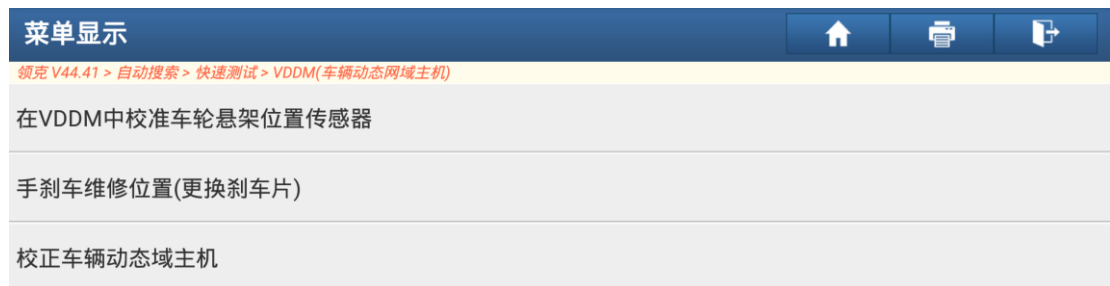 菜单显示
领克 V44.41 > 自动搜索 > 快速测试 > VDDM(车辆动态网域主机)
在VDDM中校准车轮悬架位置传感器
手刹车维修位置(更换刹车片)
校正车辆动态域主机